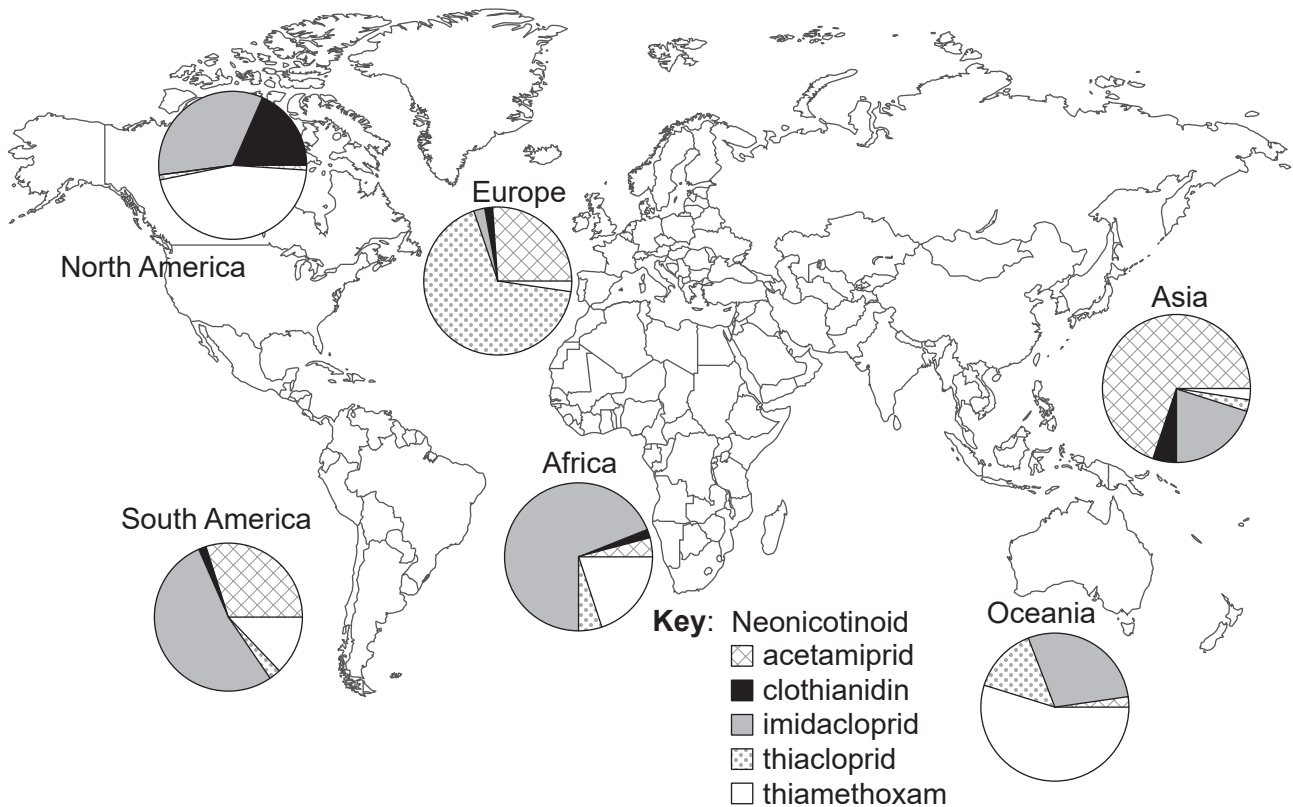 Europe
North America
Asia
Africa
South America
Oceania
Key: Neonicotinoid
acetamiprid
clothianidin
imidacloprid
thiacloprid
thiamethoxam